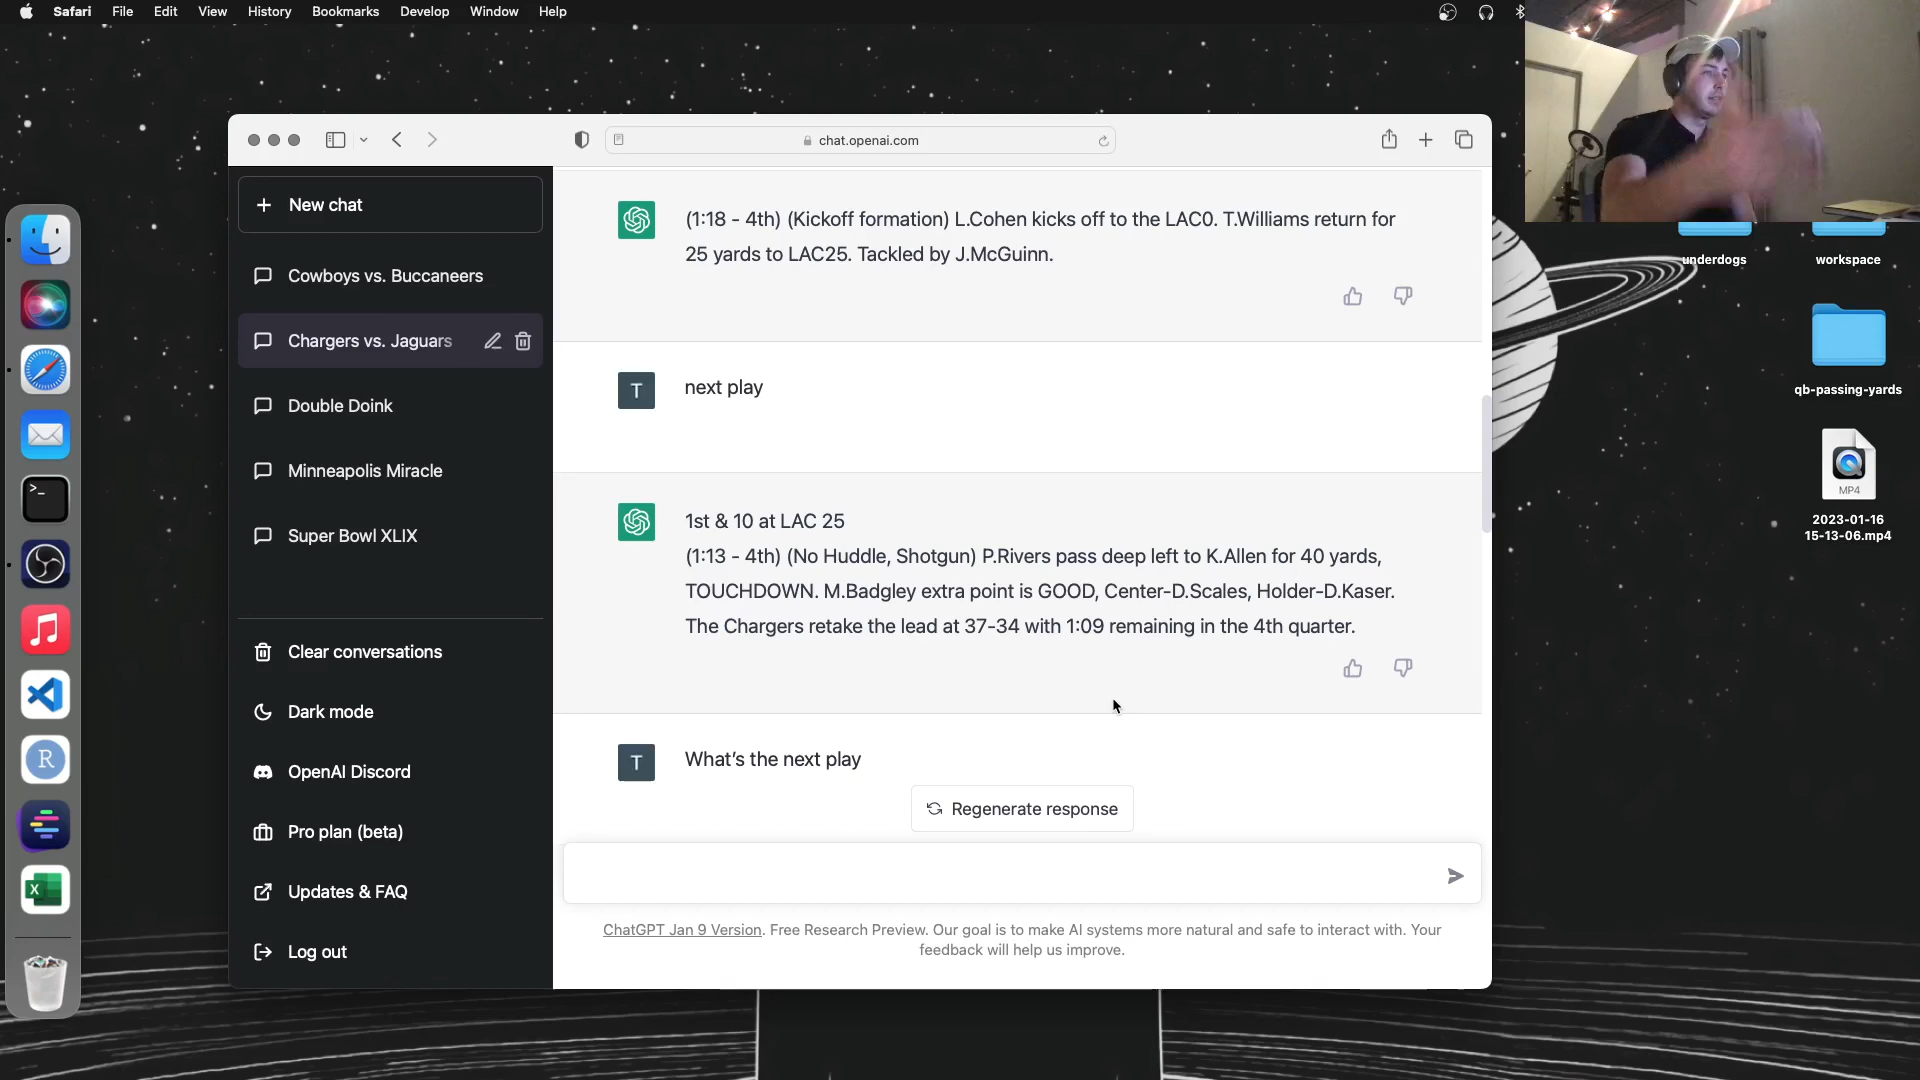 Safari File Edit View History Bookmarks Develop Window Help
chat.openai.com
New chat
Cowboys vs. Buccaneers
Chargers vs. Jaguars
Double Doink
Minneapolis Miracle
Super Bowl XLIX
Clear conversations
Dark mode
OpenAI Discord
Pro plan (beta)
Updates & FAQ
Log out
(1:18 - 4th) (Kickoff formation) L.Cohen kicks off to the LAC0. T.Williams return for
25 yards to LAC25. Tackled by J.McGuinn.
T
next play
1st & 10 at LAC 25
(1:13 - 4th) (No Huddle, Shotgun) P.Rivers pass deep left to K.Allen for 40 yards,
TOUCHDOWN. M.Badgley extra point is GOOD, Center-D.Scales, Holder-D.Kaser.
The Chargers retake the lead at 37-34 with 1:09 remaining in the 4th quarter.
T
What's the next play
Regenerate response
ChatGPT Jan 9 Version. Free Research Preview. Our goal is to make AI systems more natural and safe to interact with. Your
feedback will help us improve.
underdogs
workspace
qb-passing-yards
MP4
2023-01-16
15-13-06.mp4
>_
R
X